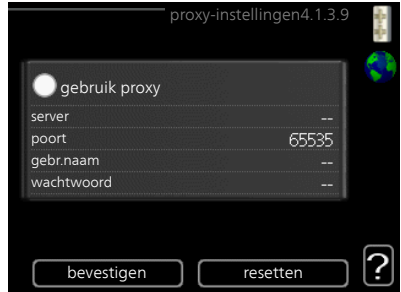 proxy-instellingen4.1.3.9
gebruik proxy
server --
poort 65535
gebr.naam --
wachtwoord --
bevestigen resetten ?